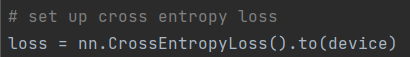 # set up cross entropy loss
loss = nn.CrossEntropyLoss().to(device)